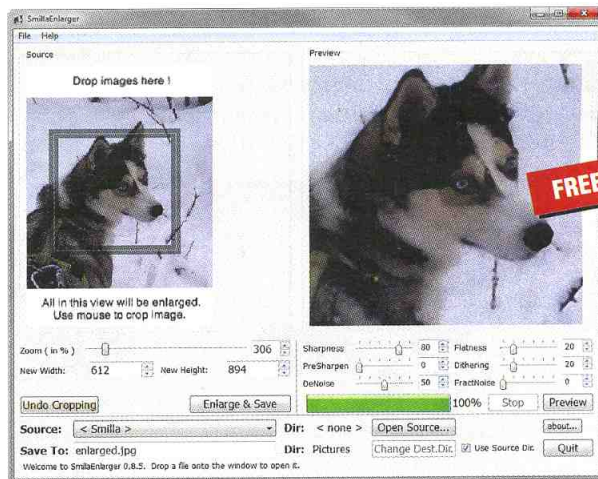 SmillaEnlarger
File Help
Source
Preview
Drop images here !
FREE
All in this view will be enlarged.
Use mouse to crop image.
Zoom ( in % ) 306
New Width: 612 New Height: 894
Sharpness 80 Flatness 20
PreSharpen 0 Dithering 20
DeNoise 50 FractNoise 0
Undo Cropping Enlarge & Save 100% Stop Preview
Source: < Smilla > Dir: < none > Open Source... about...
Save To: enlarged.jpg Dir: Pictures Change Dest.Dir. Use Source Dir. Quit
Welcome to SmillaEnlarger 0.8.5. Drop a file onto the window to open it.